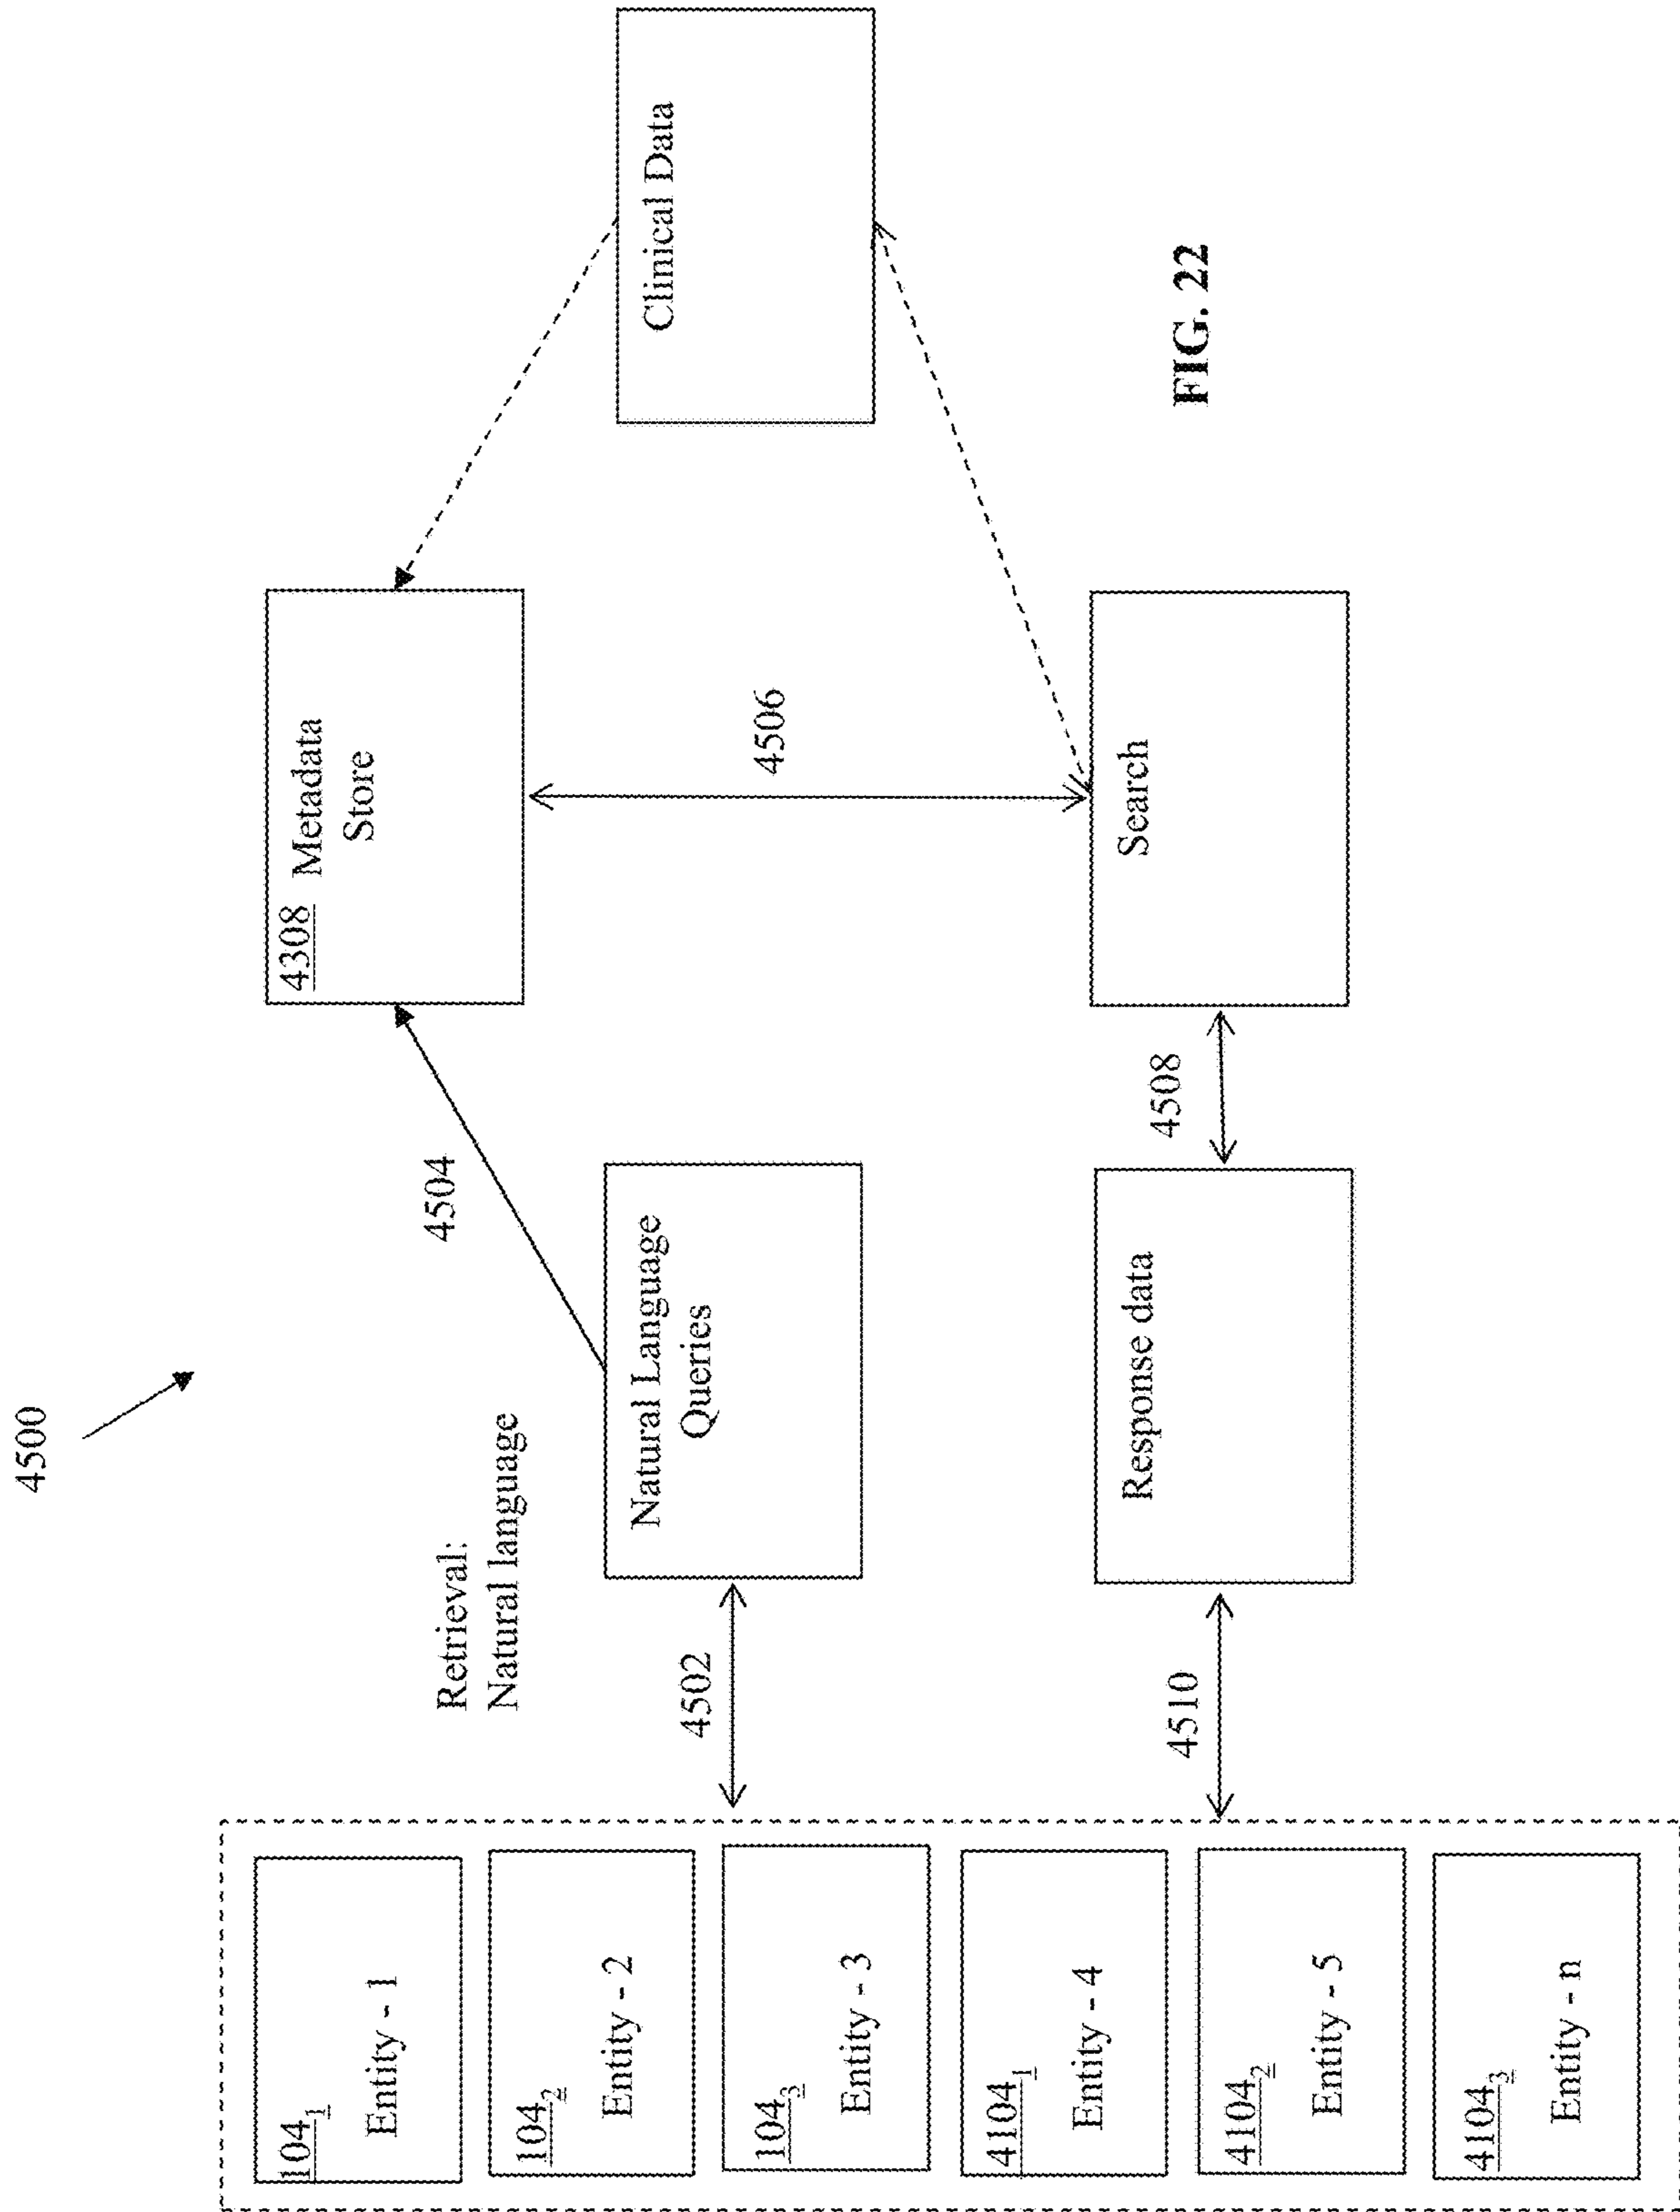 4500
Retrieval:
Natural language
104₁
Entity - 1
104₂
Entity - 2
104₃
Entity - 3
4104₁
Entity - 4
4104₂
Entity - 5
4104₃
Entity - n
4502
Natural Language
Queries
4504
4308 Metadata
Store
4506
Clinical Data
Search
4508
Response data
4510
FIG. 22